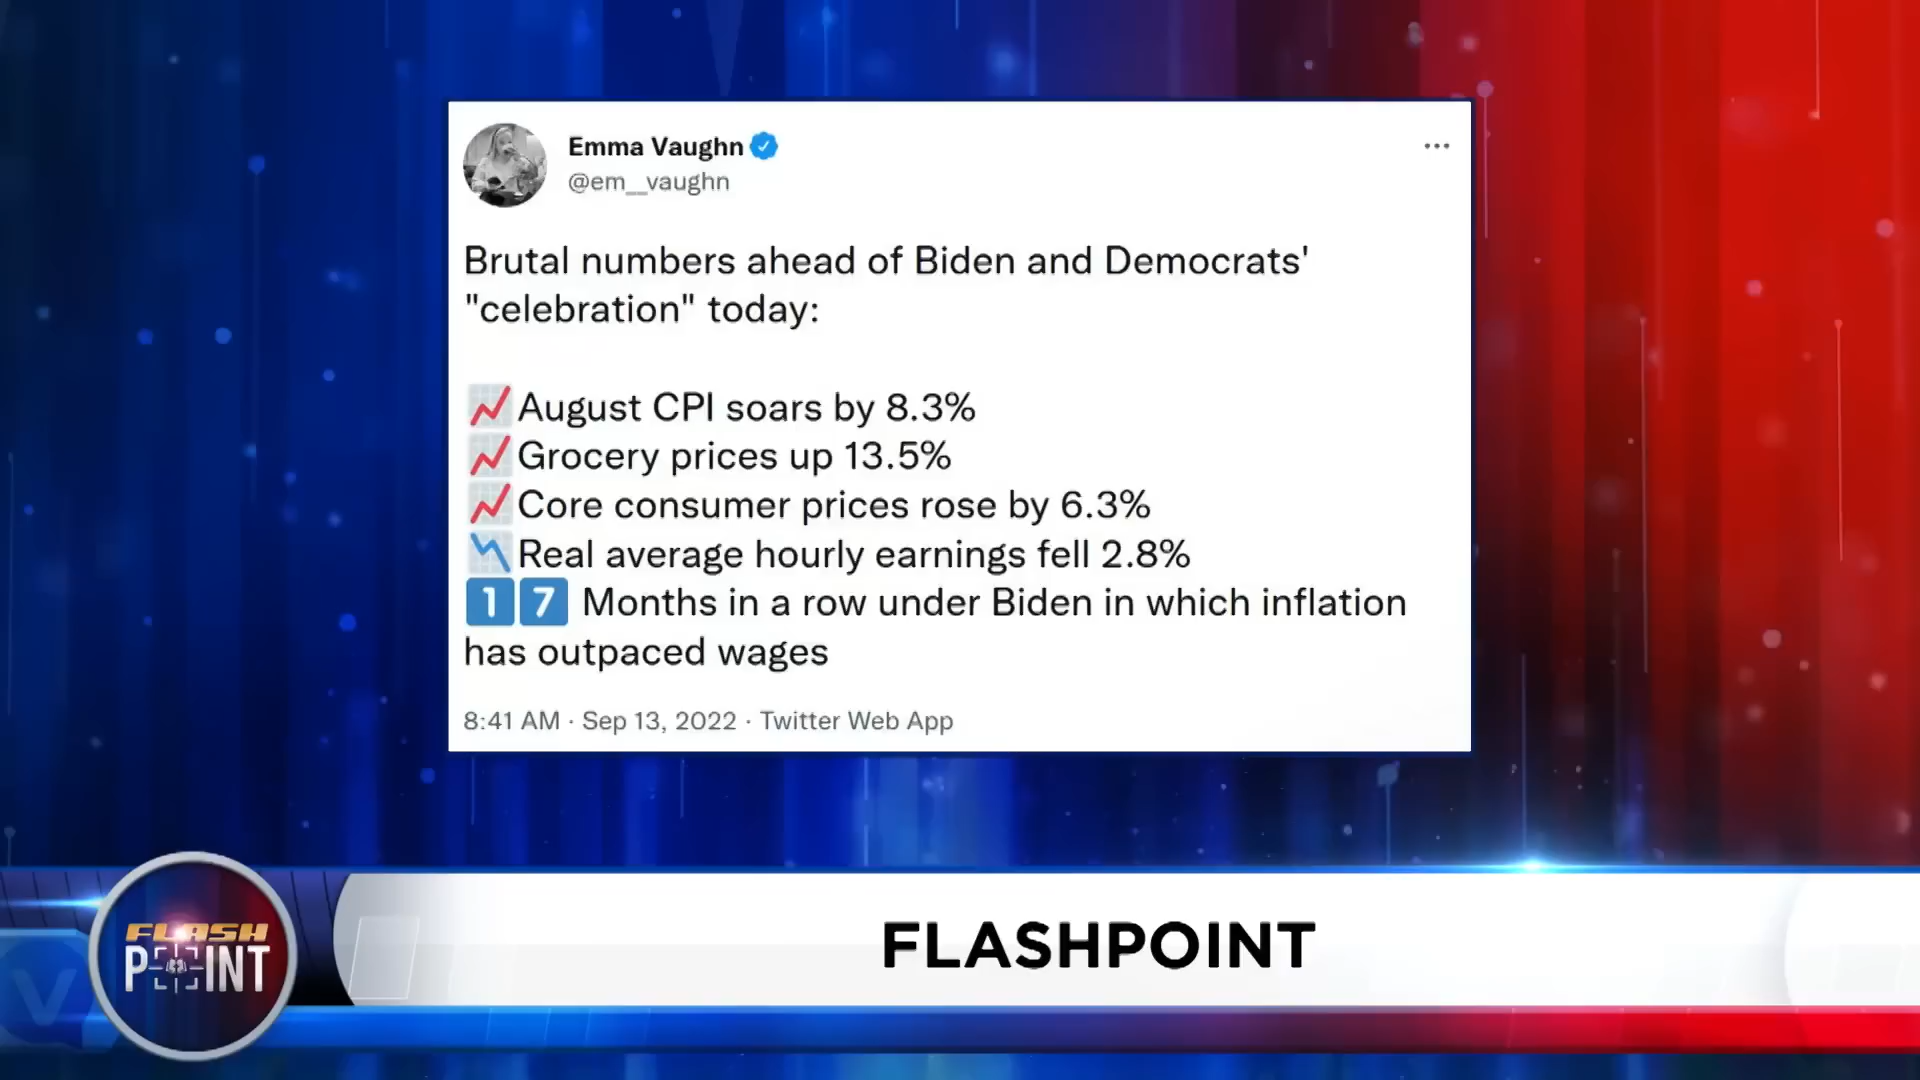 Emma Vaughn
@em__vaughn
Brutal numbers ahead of Biden and Democrats'
"celebration" today:
📈August CPI soars by 8.3%
📈Grocery prices up 13.5%
📈Core consumer prices rose by 6.3%
📉Real average hourly earnings fell 2.8%
1️⃣7️⃣ Months in a row under Biden in which inflation
has outpaced wages
8:41 AM · Sep 13, 2022 · Twitter Web App
FLASH
POINT
FLASHPOINT
V